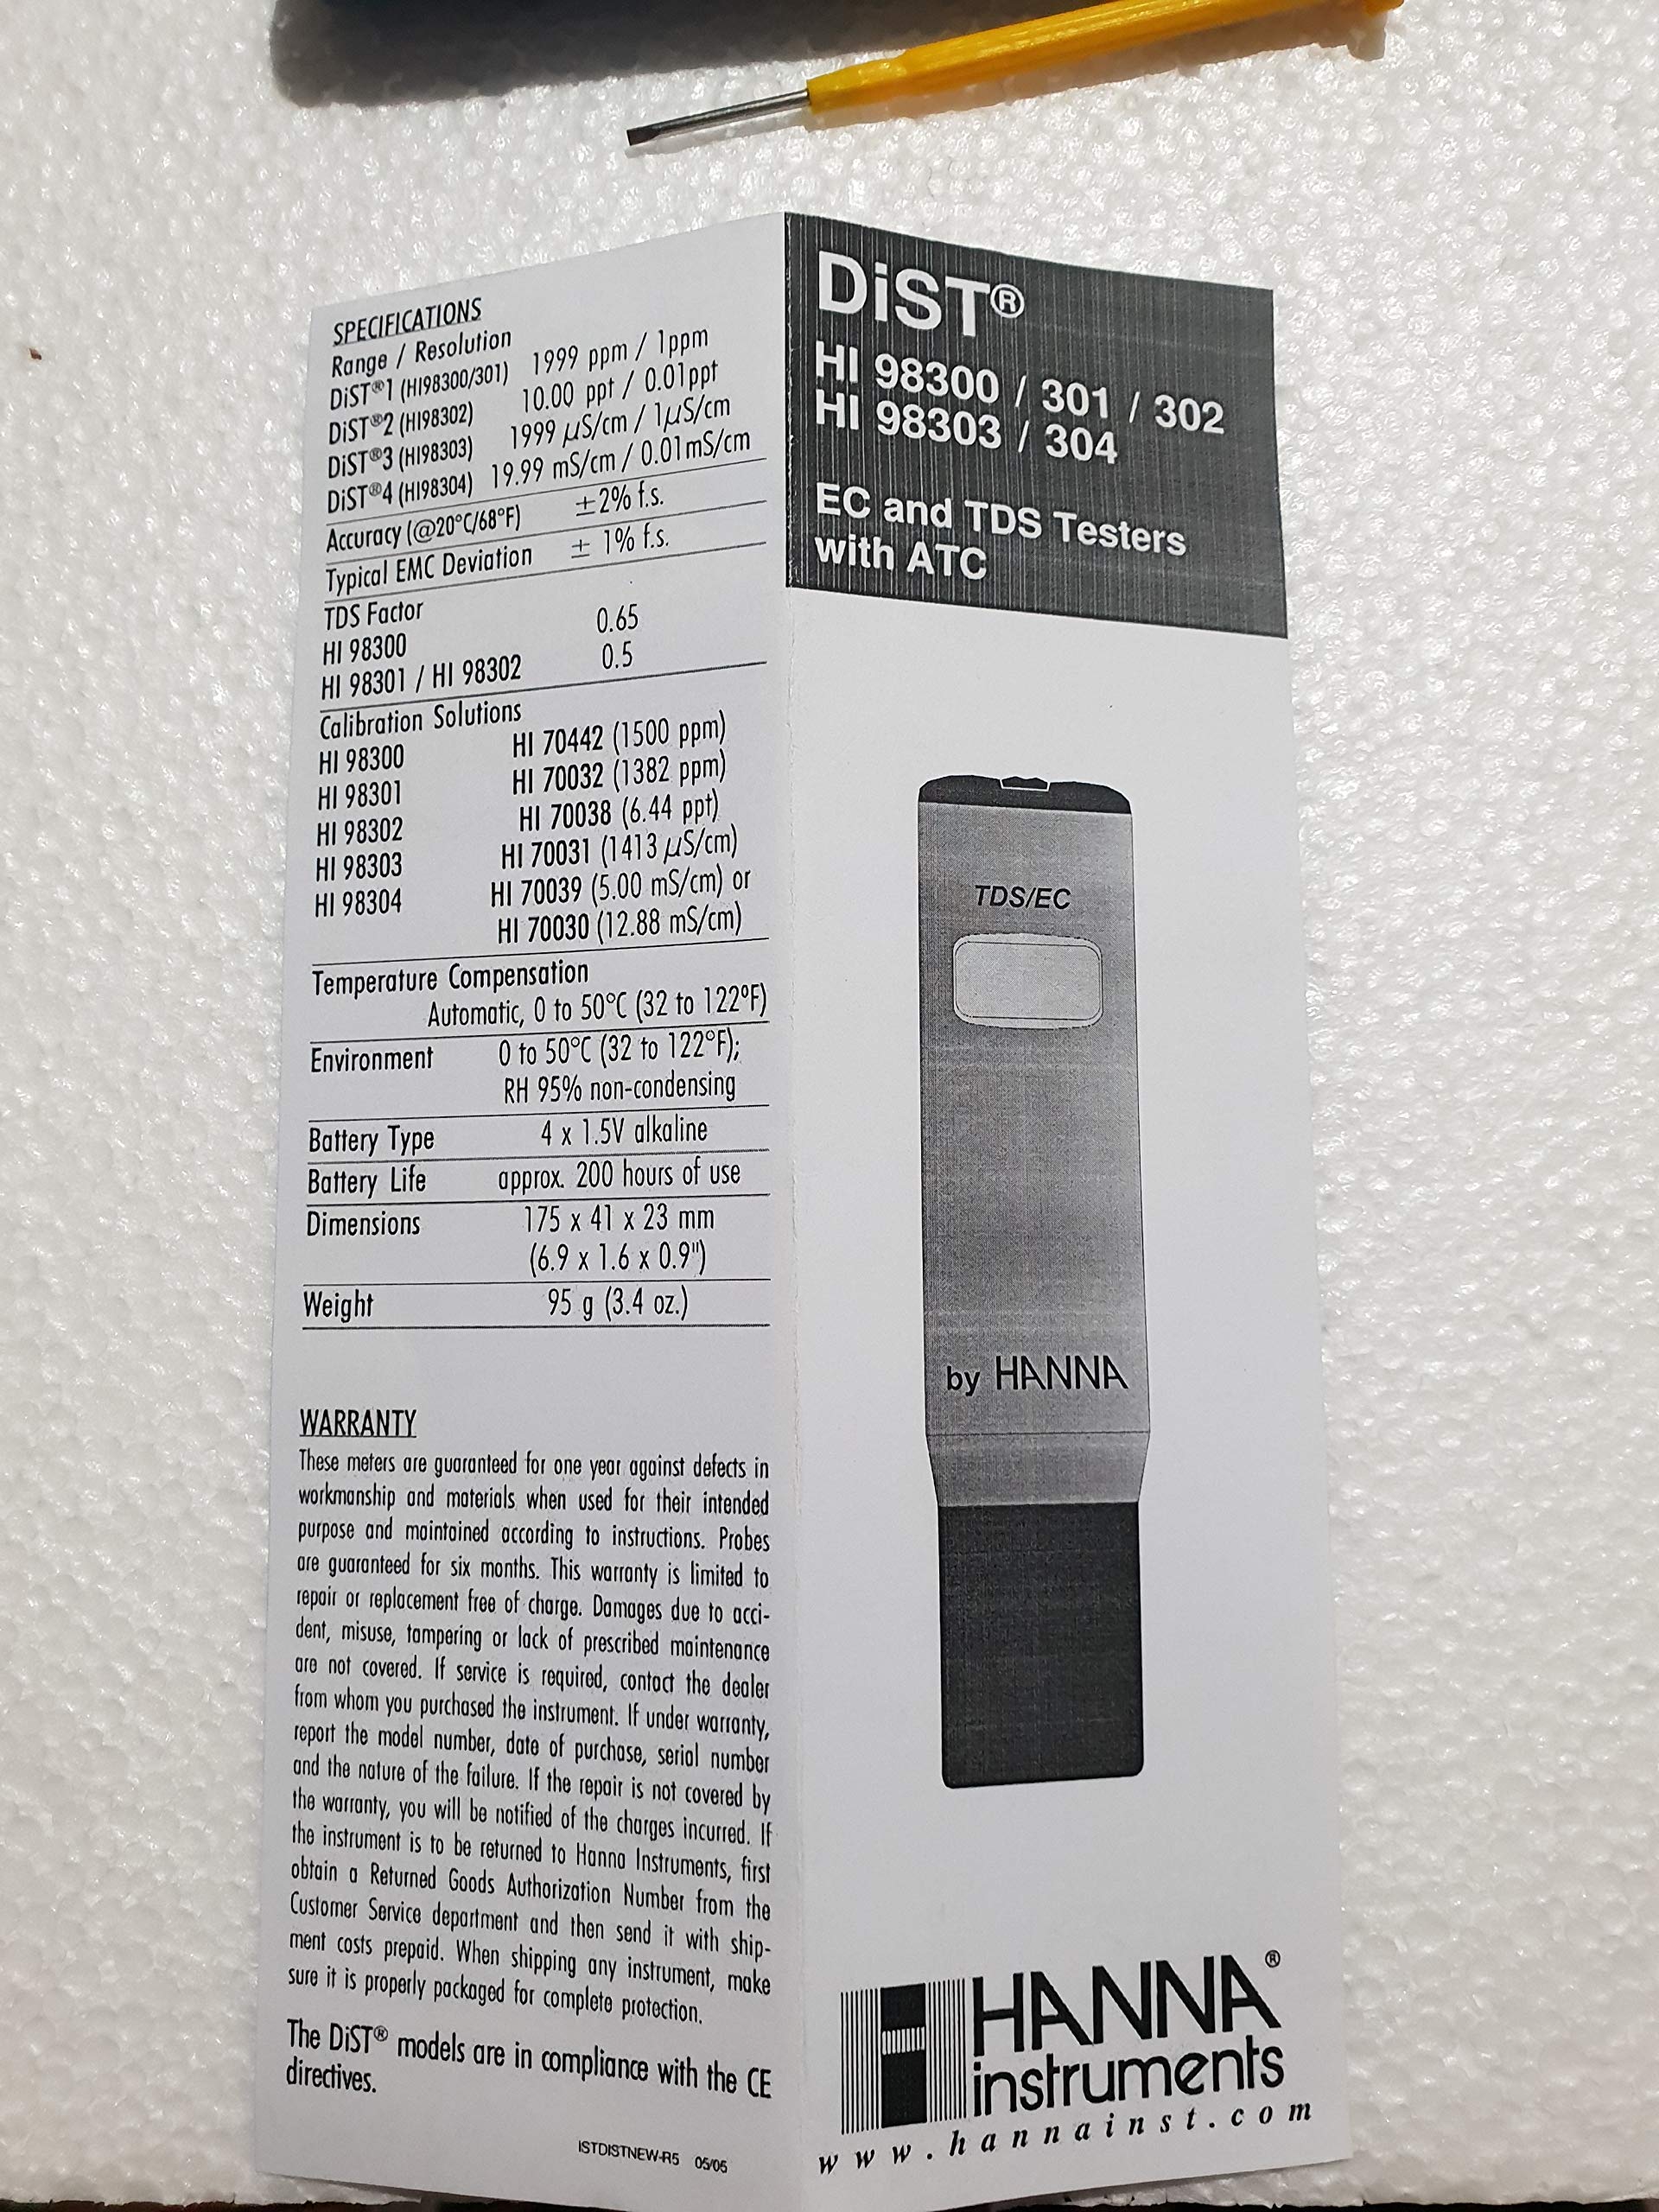 SPECIFICATIONS
Range / Resolution
DiST®1 (HI98300/301) 1999 ppm / 1ppm
DiST®2 (HI98302) 10.00 ppt / 0.01ppt
DiST®3 (HI98303) 1999 µS/cm / 1µS/cm
DiST®4 (HI98304) 19.99 mS/cm / 0.01mS/cm
Accuracy (@20°C/68°F) ±2% f.s.
Typical EMC Deviation ± 1% f.s.
TDS Factor
HI 98300 0.65
HI 98301 / HI 98302 0.5
Calibration Solutions
HI 98300 HI 70442 (1500 ppm)
HI 98301 HI 70032 (1382 ppm)
HI 98302 HI 70038 (6.44 ppt)
HI 98303 HI 70031 (1413 µS/cm)
HI 98304 HI 70039 (5.00 mS/cm) or
HI 70030 (12.88 mS/cm)
Temperature Compensation
Automatic, 0 to 50°C (32 to 122°F)
Environment 0 to 50°C (32 to 122°F);
RH 95% non-condensing
Battery Type 4 x 1.5V alkaline
Battery Life approx. 200 hours of use
Dimensions 175 x 41 x 23 mm
(6.9 x 1.6 x 0.9")
Weight 95 g (3.4 oz.)
WARRANTY
These meters are guaranteed for one year against defects in
workmanship and materials when used for their intended
purpose and maintained according to instructions. Probes
are guaranteed for six months. This warranty is limited to
repair or replacement free of charge. Damages due to acci-
dent, misuse, tampering or lack of prescribed maintenance
are not covered. If service is required, contact the dealer
from whom you purchased the instrument. If under warranty,
report the model number, date of purchase, serial number
and the nature of the failure. If the repair is not covered by
the warranty, you will be notified of the charges incurred. If
the instrument is to be returned to Hanna Instruments, first
obtain a Returned Goods Authorization Number from the
Customer Service department and then send it with ship-
ment costs prepaid. When shipping any instrument, make
sure it is properly packaged for complete protection.
The DiST® models are in compliance with the CE
directives.
ISTDISTNEW-R5 05/05
DiST®
HI 98300 / 301 / 302
HI 98303 / 304
EC and TDS Testers
with ATC
TDS/EC
by HANNA
HANNA®
instruments
www.hannainst.com